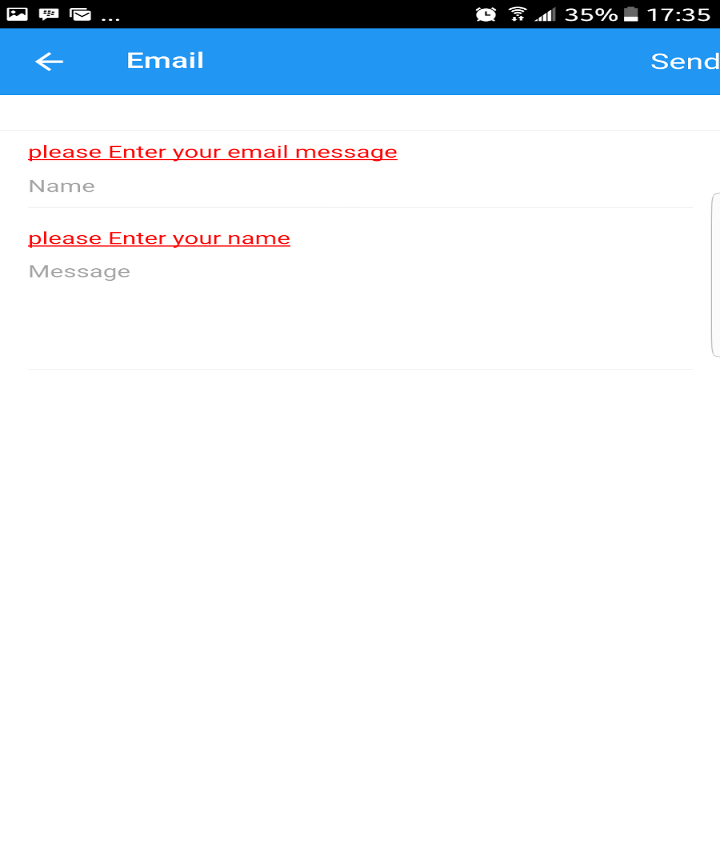 ... 35% 17:35
Email Send
please Enter your email message
Name
please Enter your name
Message